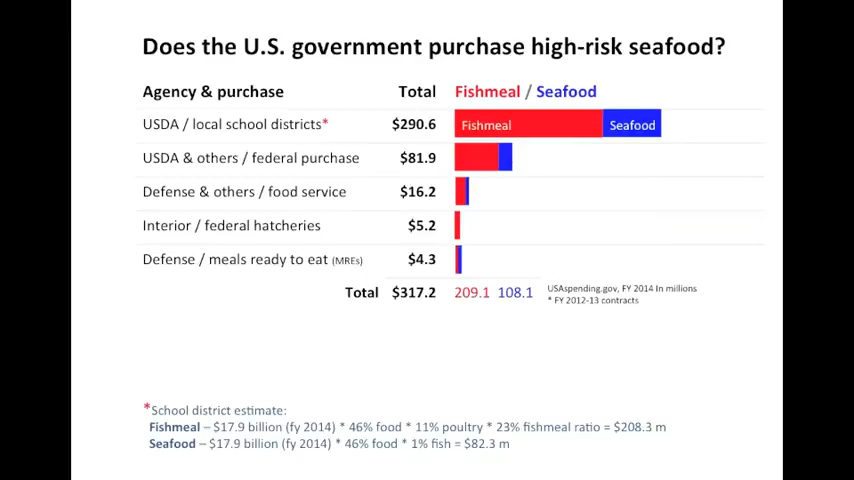 Does the U.S. government purchase high-risk seafood?
Agency & purchase Total Fishmeal / Seafood
USDA / local school districts* $290.6 Fishmeal Seafood
USDA & others / federal purchase $81.9
Defense & others / food service $16.2
Interior / federal hatcheries $5.2
Defense / meals ready to eat (MREs) $4.3
Total $317.2 209.1 108.1 USAspending.gov, FY 2014 In millions
* FY 2012-13 contracts
*School district estimate:
Fishmeal – $17.9 billion (fy 2014) * 46% food * 11% poultry * 23% fishmeal ratio = $208.3 m
Seafood – $17.9 billion (fy 2014) * 46% food * 1% fish = $82.3 m